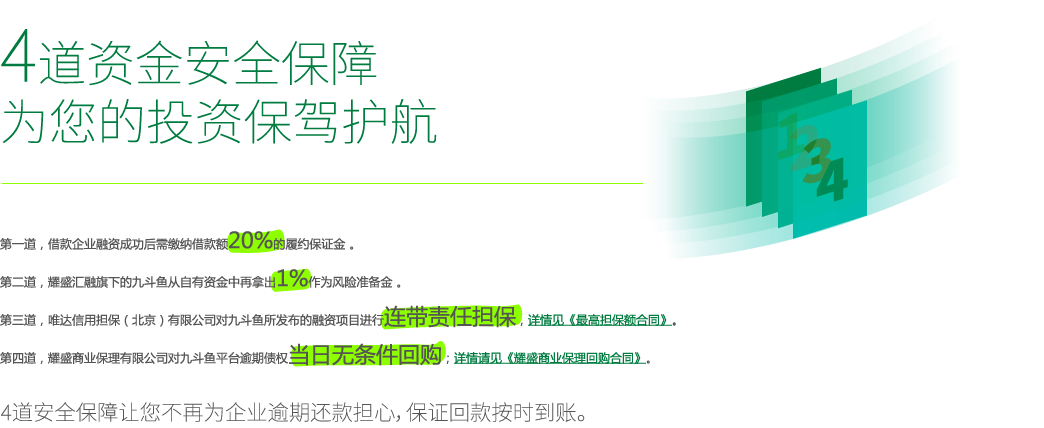 4道资金安全保障
为您的投资保驾护航
1
2
3
4
第一道，借款企业融资成功后需缴纳借款额20%的履约保证金 。
第二道，耀盛汇融旗下的九斗鱼从自有资金中再拿出1%作为风险准备金 。
第三道，唯达信用担保（北京）有限公司对九斗鱼所发布的融资项目进行连带责任担保；详情见《最高担保额合同》。
第四道，耀盛商业保理有限公司对九斗鱼平台逾期债权当日无条件回购；详情请见《耀盛商业保理回购合同》。
4道安全保障让您不再为企业逾期还款担心，保证回款按时到账。